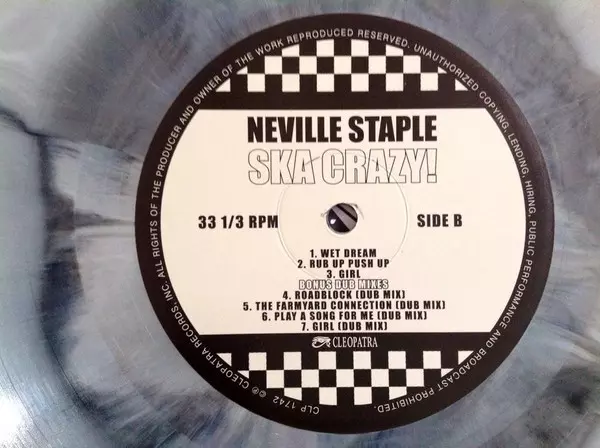 NEVILLE STAPLE
SKA CRAZY!
33 1/3 RPM
SIDE B
1. WET DREAM
2. RUB UP PUSH UP
3. GIRL
BONUS DUB MIXES
4. ROADBLOCK (DUB MIX)
5. THE FARMYARD CONNECTION (DUB MIX)
6. PLAY A SONG FOR ME (DUB MIX)
7. GIRL (DUB MIX)
CLEOPATRA
CLP 1742 ©℗ CLEOPATRA RECORDS, INC. ALL RIGHTS OF THE PRODUCER AND OWNER OF THE WORK REPRODUCED RESERVED. UNAUTHORIZED COPYING, LENDING, HIRING, PUBLIC PERFORMANCE AND BROADCAST PROHIBITED.